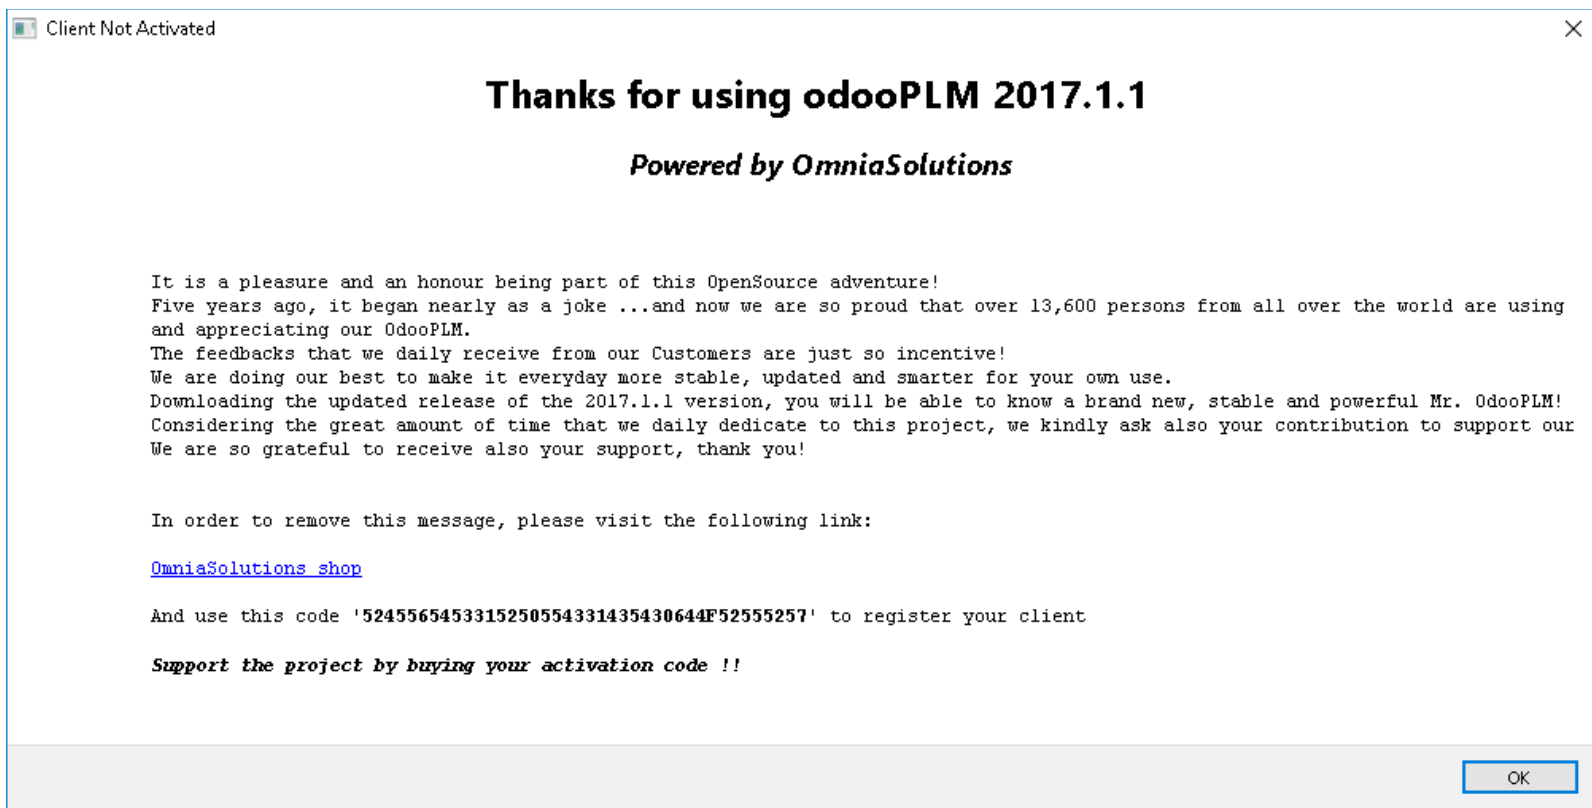 Client Not Activated
Thanks for using odooPLM 2017.1.1
Powered by OmniaSolutions
It is a pleasure and an honour being part of this OpenSource adventure!
Five years ago, it began nearly as a joke ...and now we are so proud that over 13,600 persons from all over the world are using
and appreciating our OdooPLM.
The feedbacks that we daily receive from our Customers are just so incentive!
We are doing our best to make it everyday more stable, updated and smarter for your own use.
Downloading the updated release of the 2017.1.1 version, you will be able to know a brand new, stable and powerful Mr. OdooPLM!
Considering the great amount of time that we daily dedicate to this project, we kindly ask also your contribution to support our
We are so grateful to receive also your support, thank you!
In order to remove this message, please visit the following link:
OmniaSolutions shop
And use this code '5245565453315250554331435430644F52555257' to register your client
Support the project by buying your activation code !!
OK